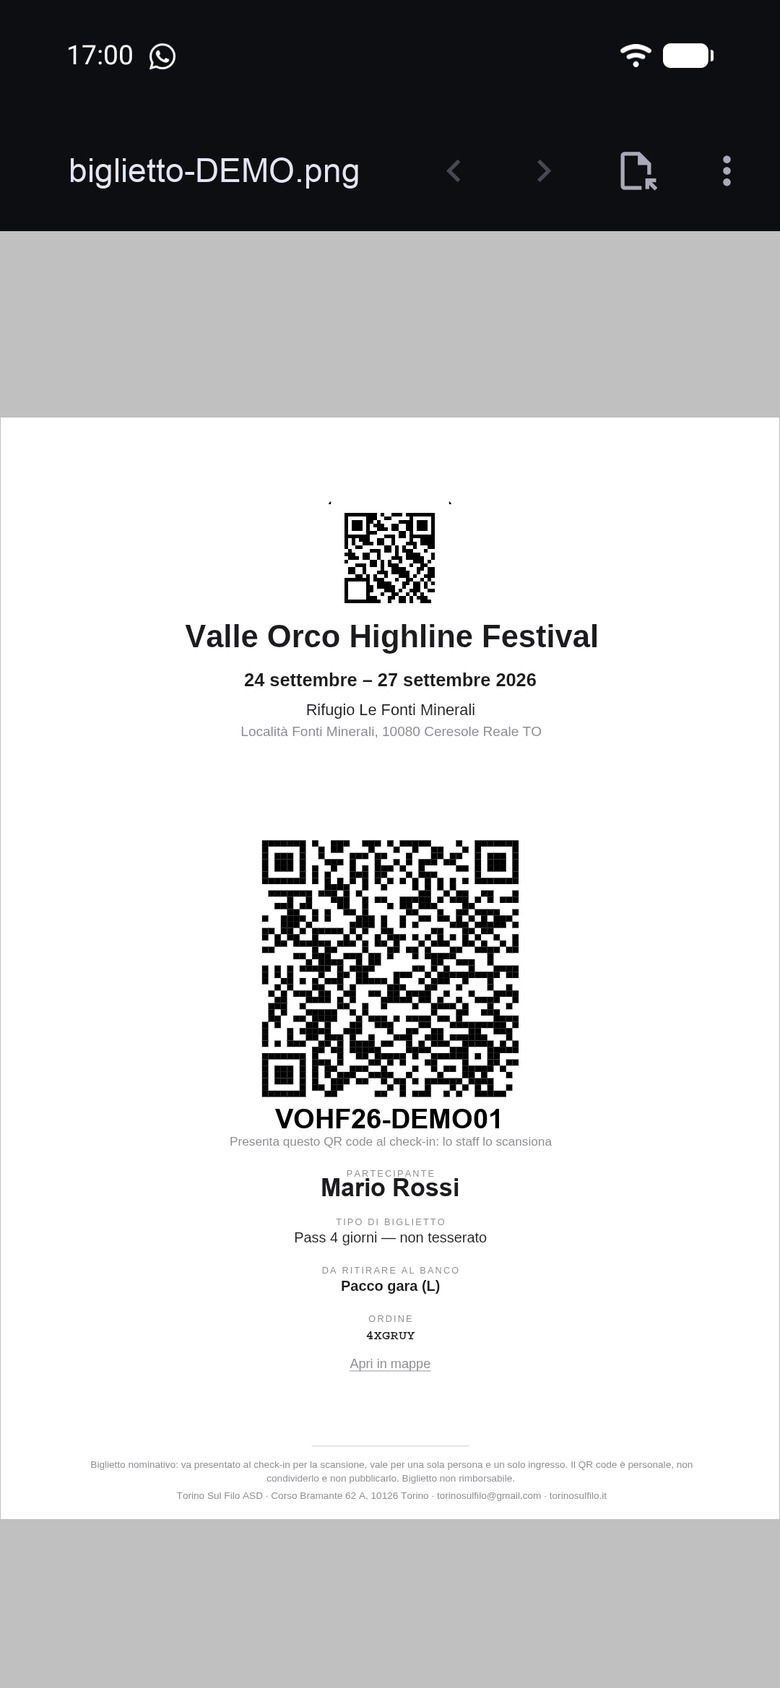 17:00
biglietto-DEMO.png
Valle Orco Highline Festival
24 settembre – 27 settembre 2026
Rifugio Le Fonti Minerali
Località Fonti Minerali, 10080 Ceresole Reale TO
VOHF26-DEMO01
Presenta questo QR code al check-in: lo staff lo scansiona
PARTECIPANTE
Mario Rossi
TIPO DI BIGLIETTO
Pass 4 giorni — non tesserato
DA RITIRARE AL BANCO
Pacco gara (L)
ORDINE
4XGRUY
Apri in mappe
Biglietto nominativo: va presentato al check-in per la scansione, vale per una sola persona e un solo ingresso. Il QR code è personale, non
condividerlo e non pubblicarlo. Biglietto non rimborsabile.
Torino Sul Filo ASD · Corso Bramante 62 A, 10126 Torino · torinosulfilo@gmail.com · torinosulfilo.it